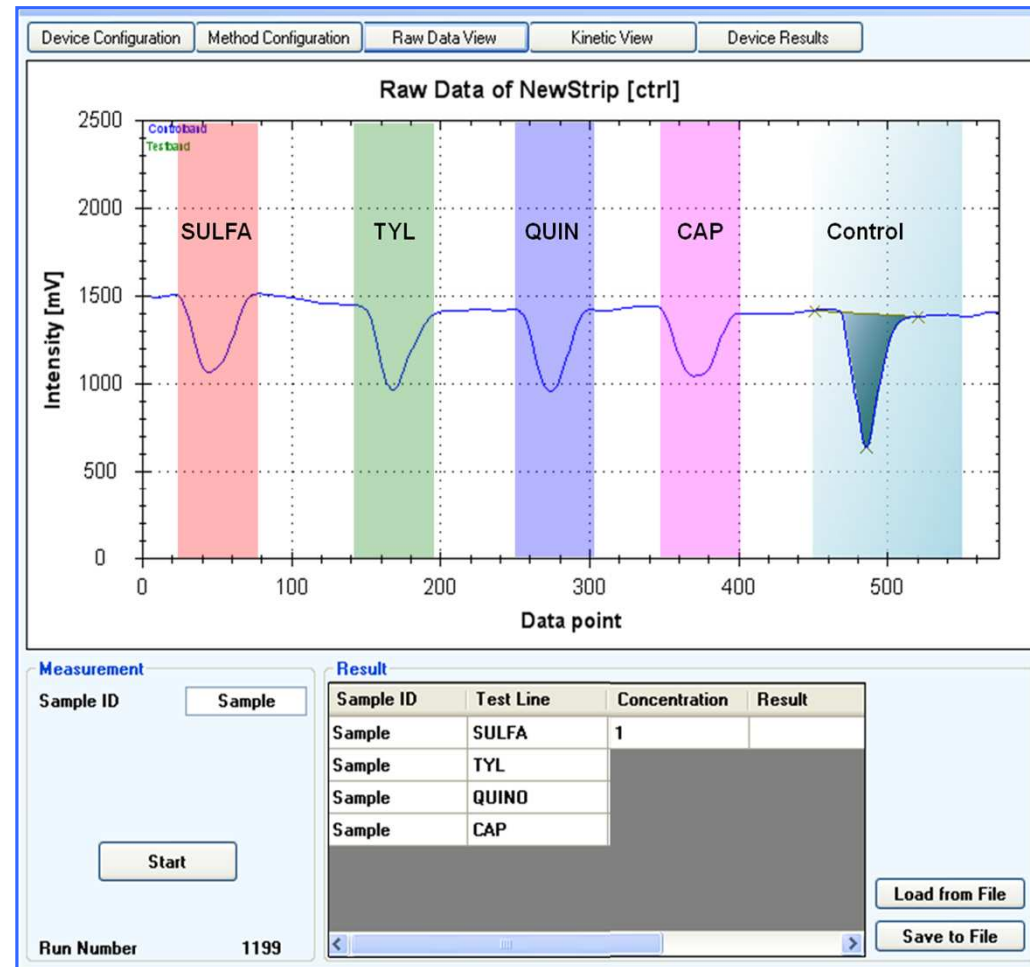 Device Configuration Method Configuration Raw Data View Kinetic View Device Results
Raw Data of NewStrip [ctrl]
Controlband
Testband
Intensity [mV]
2500
2000
1500
1000
500
0
SULFA TYL QUIN CAP Control
0 100 200 300 400 500
Data point
Measurement
Sample ID Sample
Start
Run Number 1199
Result
Sample ID Test Line Concentration Result
Sample SULFA 1
Sample TYL
Sample QUINO
Sample CAP
Load from File
Save to File